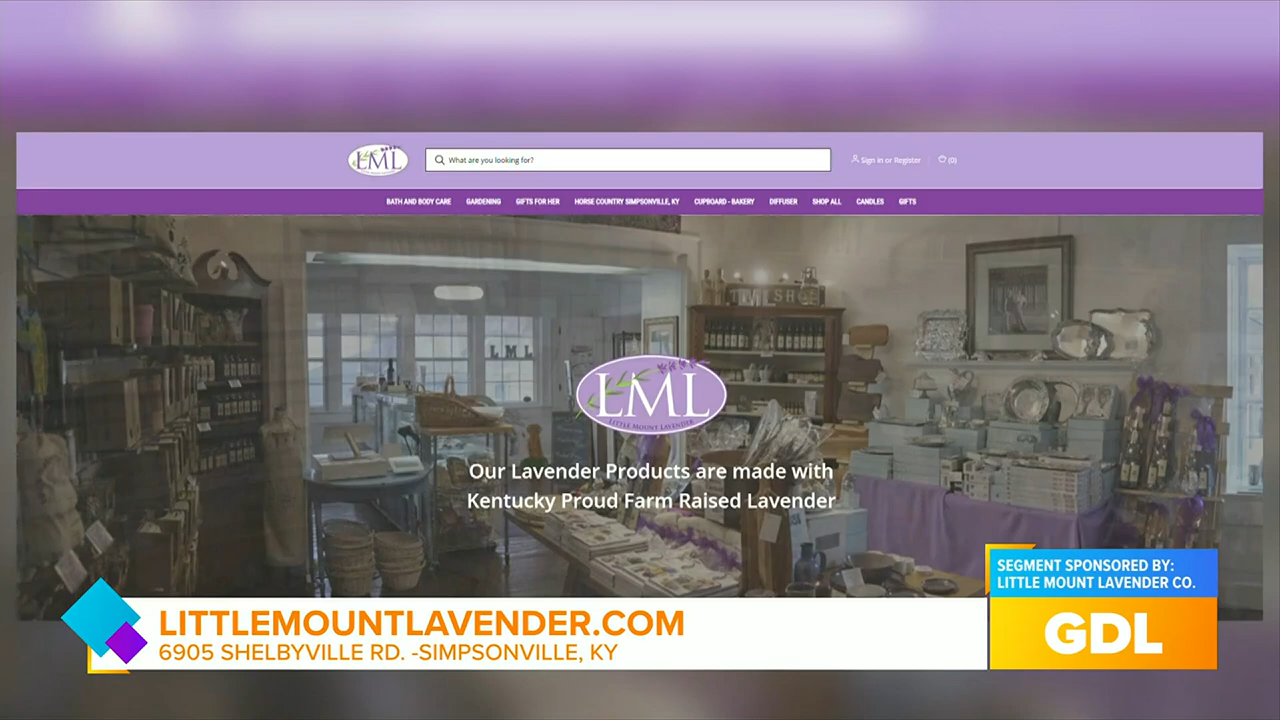 LML
What are you looking for?
Sign in or Register
(0)
BATH AND BODY CARE
GARDENING
GIFTS FOR HER
HORSE COUNTRY SIMPSONVILLE, KY
CUPBOARD - BAKERY
DIFFUSER
SHOP ALL
CANDLES
GIFTS
LML
LML
LITTLE MOUNT LAVENDER
Our Lavender Products are made with
Kentucky Proud Farm Raised Lavender
SEGMENT SPONSORED BY:
LITTLE MOUNT LAVENDER CO.
LITTLEMOUNTLAVENDER.COM
6905 SHELBYVILLE RD. -SIMPSONVILLE, KY
GDL